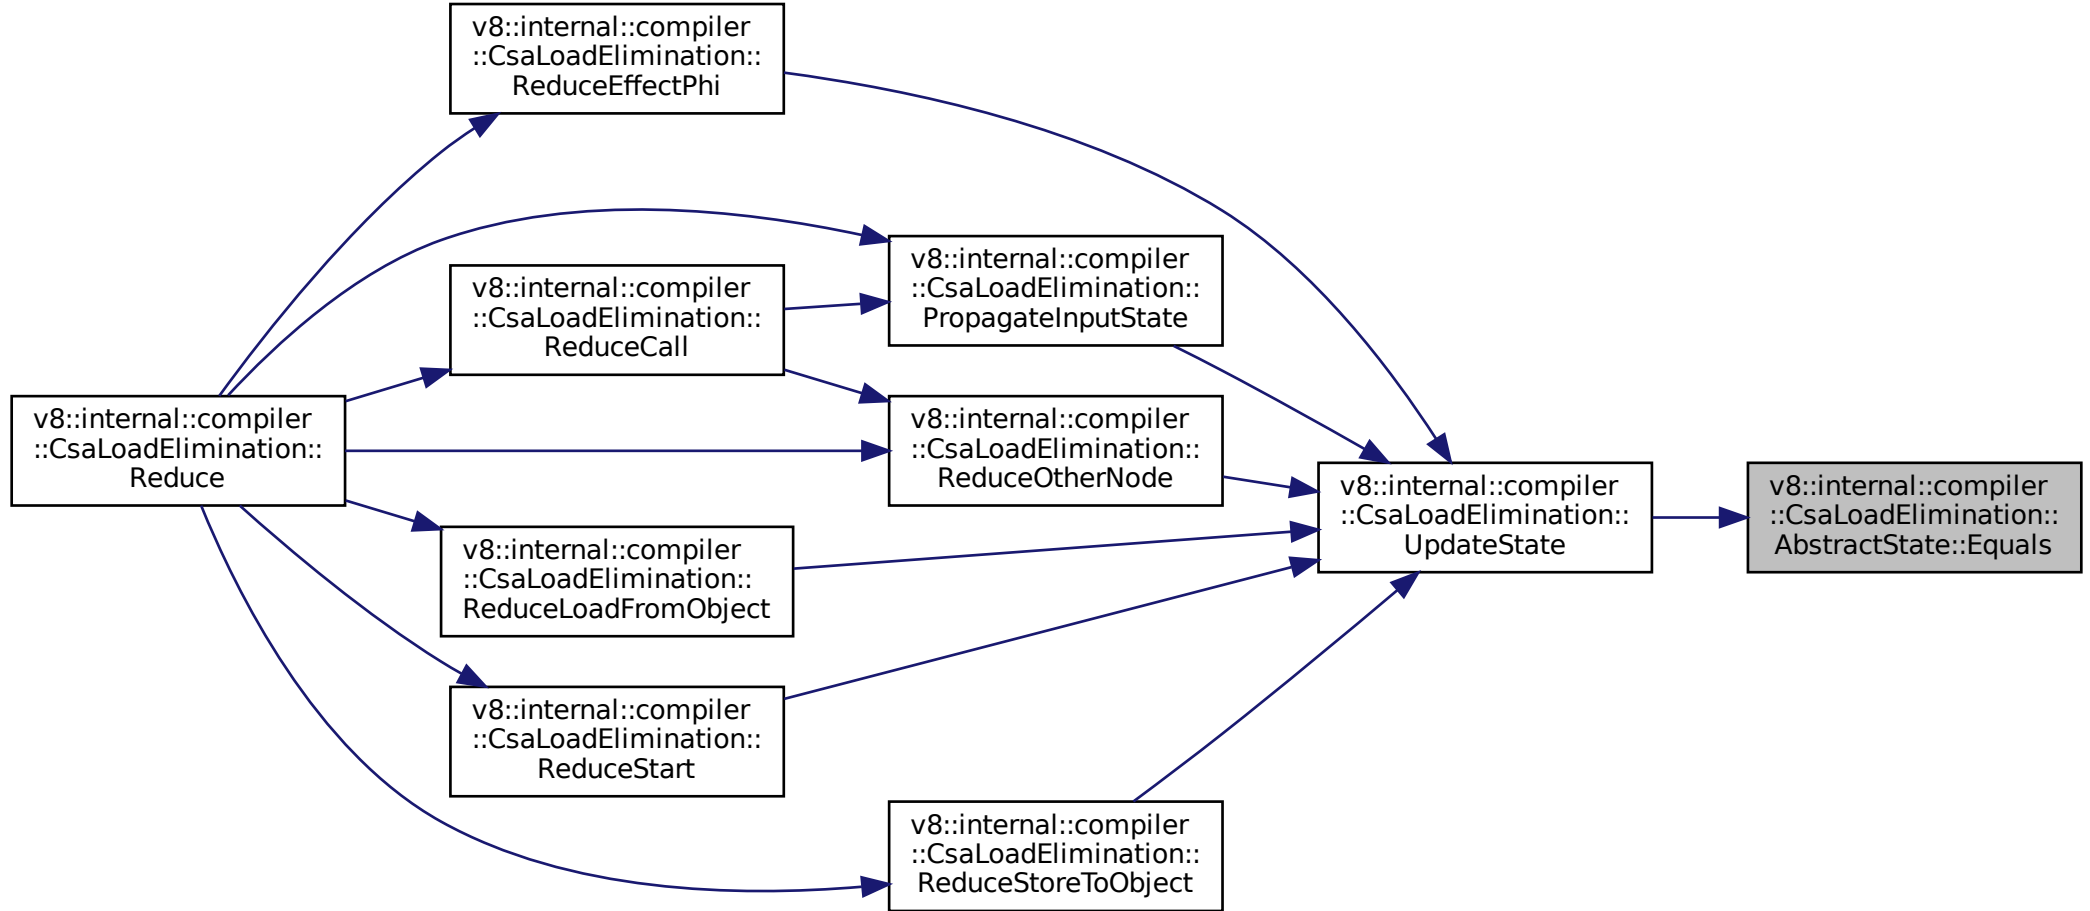 v8::internal::compiler
::CsaLoadElimination::
ReduceEffectPhi
v8::internal::compiler
::CsaLoadElimination::
PropagateInputState
v8::internal::compiler
::CsaLoadElimination::
ReduceCall
v8::internal::compiler
::CsaLoadElimination::
Reduce
v8::internal::compiler
::CsaLoadElimination::
ReduceOtherNode
v8::internal::compiler
::CsaLoadElimination::
UpdateState
v8::internal::compiler
::CsaLoadElimination::
AbstractState::Equals
v8::internal::compiler
::CsaLoadElimination::
ReduceLoadFromObject
v8::internal::compiler
::CsaLoadElimination::
ReduceStart
v8::internal::compiler
::CsaLoadElimination::
ReduceStoreToObject